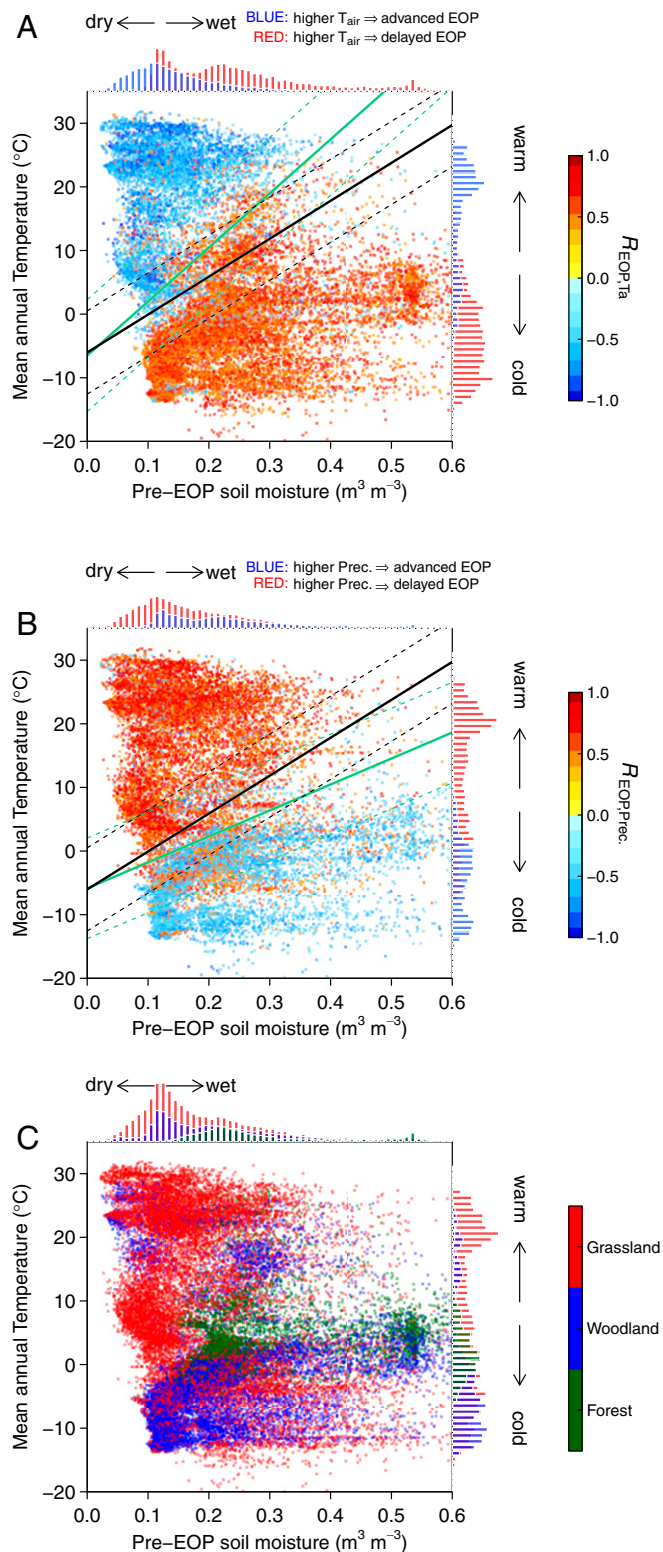 A
dry wet
BLUE: higher Tair ⇒ advanced EOP
RED: higher Tair ⇒ delayed EOP
Mean annual Temperature (°C)
30
20
10
0
−10
−20
0.0 0.1 0.2 0.3 0.4 0.5 0.6
Pre−EOP soil moisture (m³ m⁻³)
warm
cold
1.0
0.5
0.0
−0.5
−1.0
REOP,Ta
B
dry wet
BLUE: higher Prec. ⇒ advanced EOP
RED: higher Prec. ⇒ delayed EOP
Mean annual Temperature (°C)
30
20
10
0
−10
−20
0.0 0.1 0.2 0.3 0.4 0.5 0.6
Pre−EOP soil moisture (m³ m⁻³)
warm
cold
1.0
0.5
0.0
−0.5
−1.0
REOP,Prec.
C
dry wet
Mean annual Temperature (°C)
30
20
10
0
−10
−20
0.0 0.1 0.2 0.3 0.4 0.5 0.6
Pre−EOP soil moisture (m³ m⁻³)
warm
cold
Grassland
Woodland
Forest